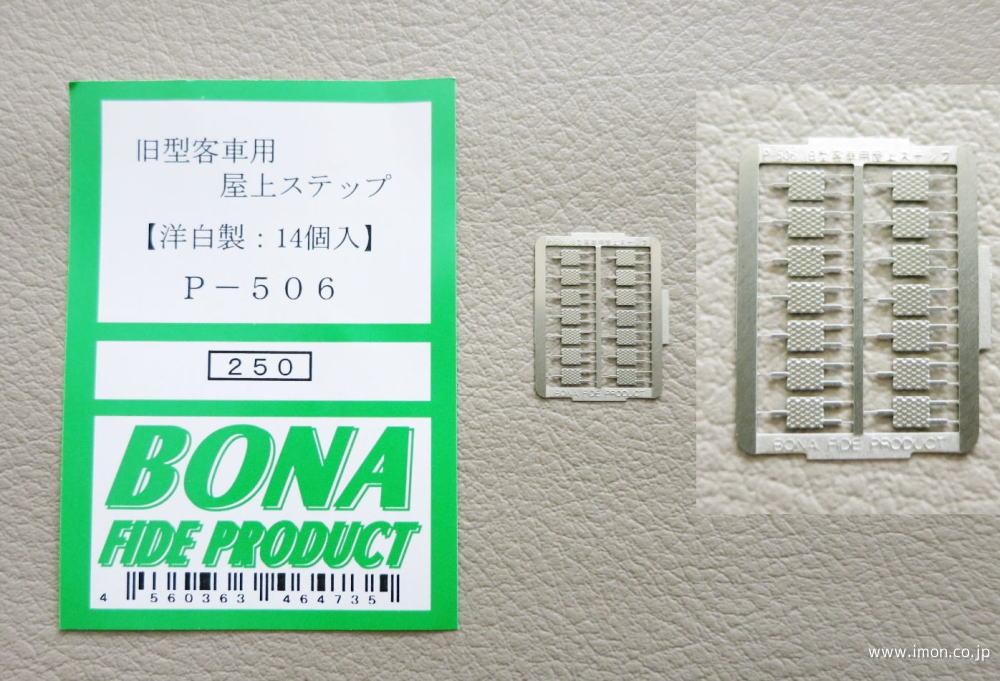 旧型客車用
屋上ステップ
【洋白製：14個入】
P－506
250
BONA
FIDE PRODUCT
4 560363 464735
BONA FIDE PRODUCT
BONA FIDE PRODUCT
www.imon.co.jp